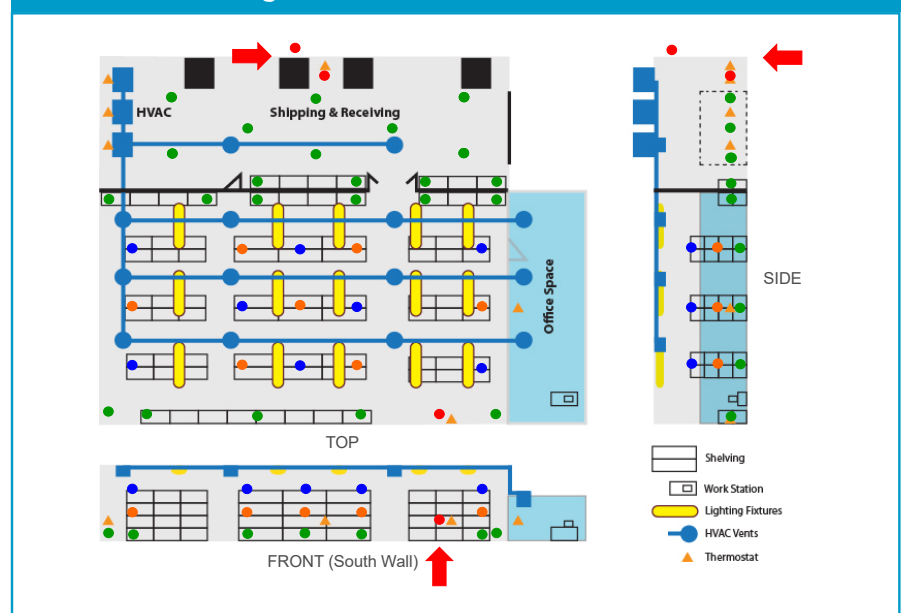 HVAC
Shipping & Receiving
Office Space
SIDE
TOP
Shelving
Work Station
Lighting Fixtures
HVAC Vents
Thermostat
FRONT (South Wall)